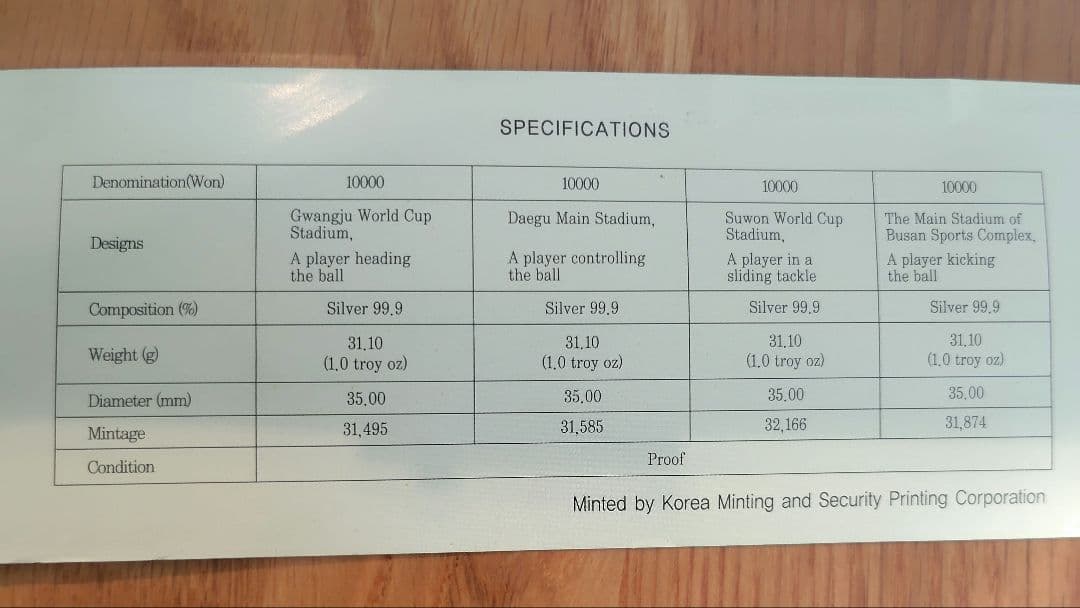 SPECIFICATIONS
Denomination(Won) 10000 10000 10000 10000
Designs
Gwangju World Cup
Stadium,
A player heading
the ball
Daegu Main Stadium,
A player controlling
the ball
Suwon World Cup
Stadium,
A player in a
sliding tackle
The Main Stadium of
Busan Sports Complex,
A player kicking
the ball
Composition (%) Silver 99.9 Silver 99.9 Silver 99.9 Silver 99.9
Weight (g)
31.10 31.10 31.10 31.10
(1.0 troy oz) (1.0 troy oz) (1.0 troy oz) (1.0 troy oz)
Diameter (mm) 35.00 35.00 35.00 35.00
Mintage 31,495 31,585 32,166 31,874
Condition Proof
Minted by Korea Minting and Security Printing Corporation